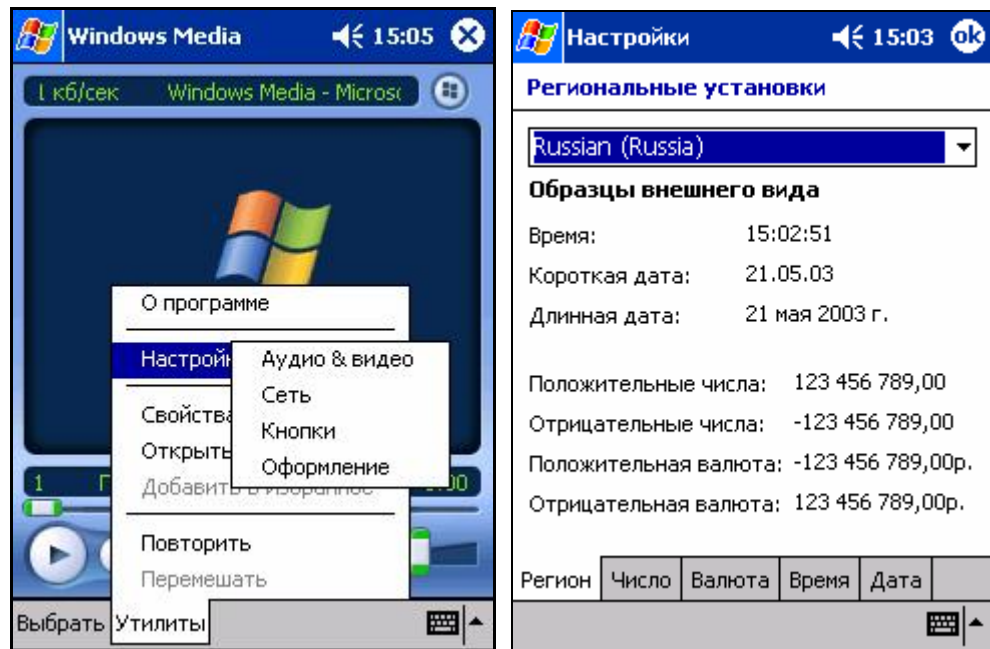 Windows Media 15:05
1 кб/сек Windows Media - Microsc
О программе
Настройк
Аудио & видео
Сеть
Кнопки
Оформление
Свойства
Открыть
Добавить в Избранное
1 П :00
Повторить
Перемешать
Выбрать Утилиты
Настройки 15:03 ok
Региональные установки
Russian (Russia)
Образцы внешнего вида
Время: 15:02:51
Короткая дата: 21.05.03
Длинная дата: 21 мая 2003 г.
Положительные числа: 123 456 789,00
Отрицательные числа: -123 456 789,00
Положительная валюта: -123 456 789,00р.
Отрицательная валюта: 123 456 789,00р.
Регион Число Валюта Время Дата